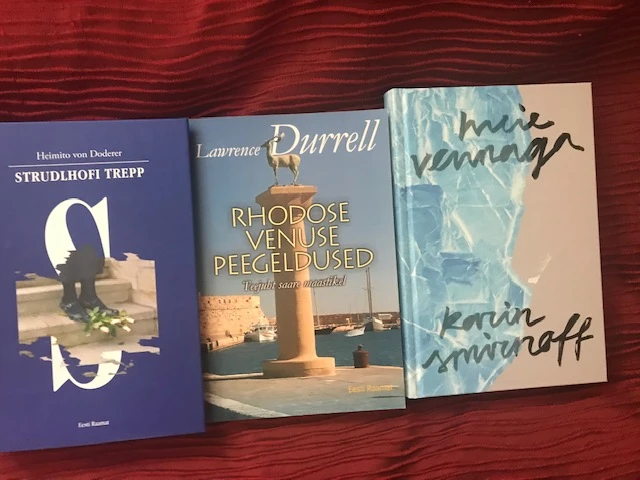 Heimito von Doderer
STRUDLHOFI TREPP
S
Eesti Raamat
Lawrence Durrell
RHODOSE
VENUSE
PEEGELDUSED
Teejuht saare maastikel
Eesti Raamat
meie
vennaga
karin
smirnoff